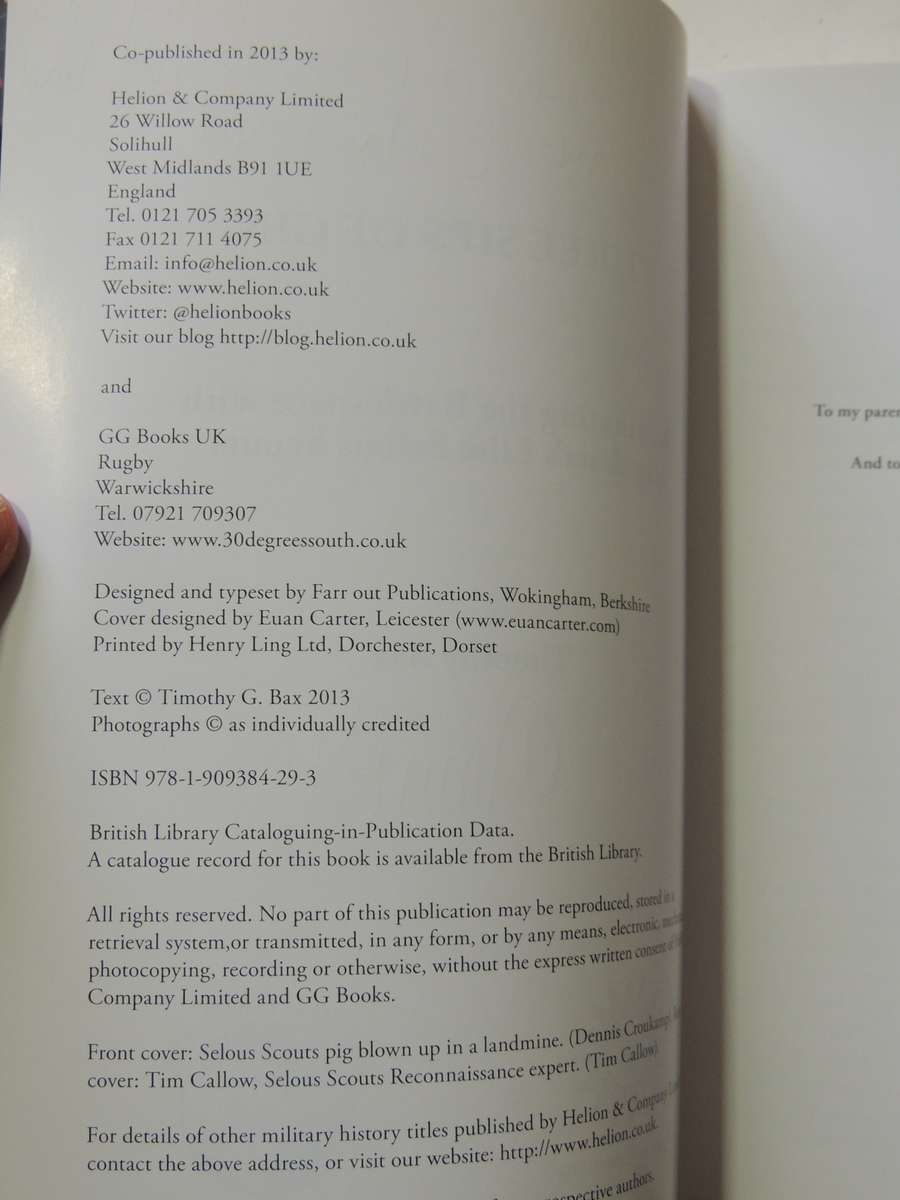 Co-published in 2013 by:
Helion & Company Limited
26 Willow Road
Solihull
West Midlands B91 1UE
England
Tel. 0121 705 3393
Fax 0121 711 4075
Email: info@helion.co.uk
Website: www.helion.co.uk
Twitter: @helionbooks
Visit our blog http://blog.helion.co.uk
and
GG Books UK
Rugby
Warwickshire
Tel. 07921 709307
Website: www.30degreessouth.co.uk
Designed and typeset by Farr out Publications, Wokingham, Berkshire
Cover designed by Euan Carter, Leicester (www.euancarter.com)
Printed by Henry Ling Ltd, Dorchester, Dorset
Text © Timothy G. Bax 2013
Photographs © as individually credited
ISBN 978-1-909384-29-3
British Library Cataloguing-in-Publication Data.
A catalogue record for this book is available from the British Library.
All rights reserved. No part of this publication may be reproduced, stored in a
retrieval system,or transmitted, in any form, or by any means, electronic,
photocopying, recording or otherwise, without the express written consent of
Company Limited and GG Books.
Front cover: Selous Scouts pig blown up in a landmine. (Dennis Croukamp)
cover: Tim Callow, Selous Scouts Reconnaissance expert. (Tim Callow)
For details of other military history titles published by Helion & Company
contact the above address, or visit our website: http://www.helion.co.uk.
respective authors.
To my
And to